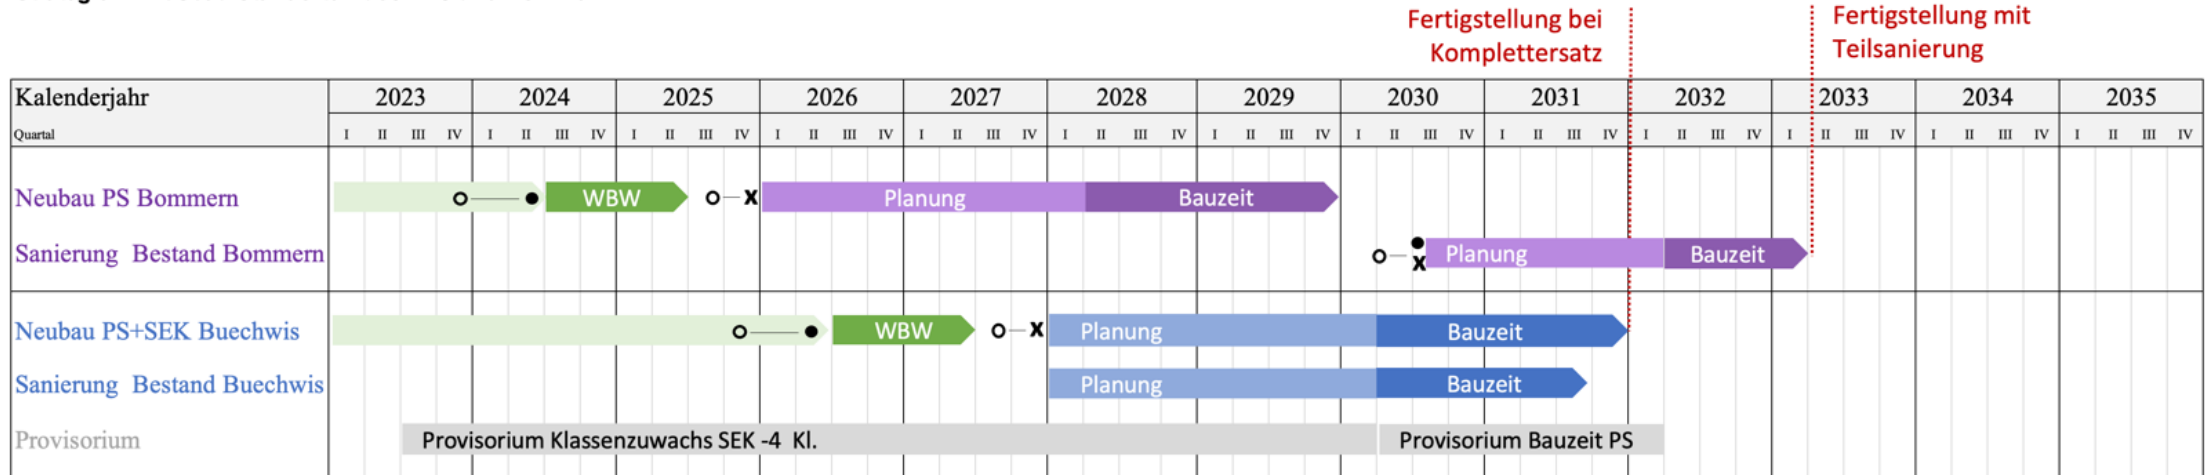 Fertigstellung bei
Komplettersatz
Fertigstellung mit
Teilsanierung
Kalenderjahr 2023 2024 2025 2026 2027 2028 2029 2030 2031 2032 2033 2034 2035
Quartal I II III IV I II III IV I II III IV I II III IV I II III IV I II III IV I II III IV I II III IV I II III IV I II III IV I II III IV I II III IV I II III IV
Neubau PS Bommern WBW X Planung Bauzeit
Sanierung Bestand Bommern X Planung Bauzeit
Neubau PS+SEK Buechwis WBW X Planung Bauzeit
Sanierung Bestand Buechwis Planung Bauzeit
Provisorium Provisorium Klassenzuwachs SEK -4 Kl. Provisorium Bauzeit PS